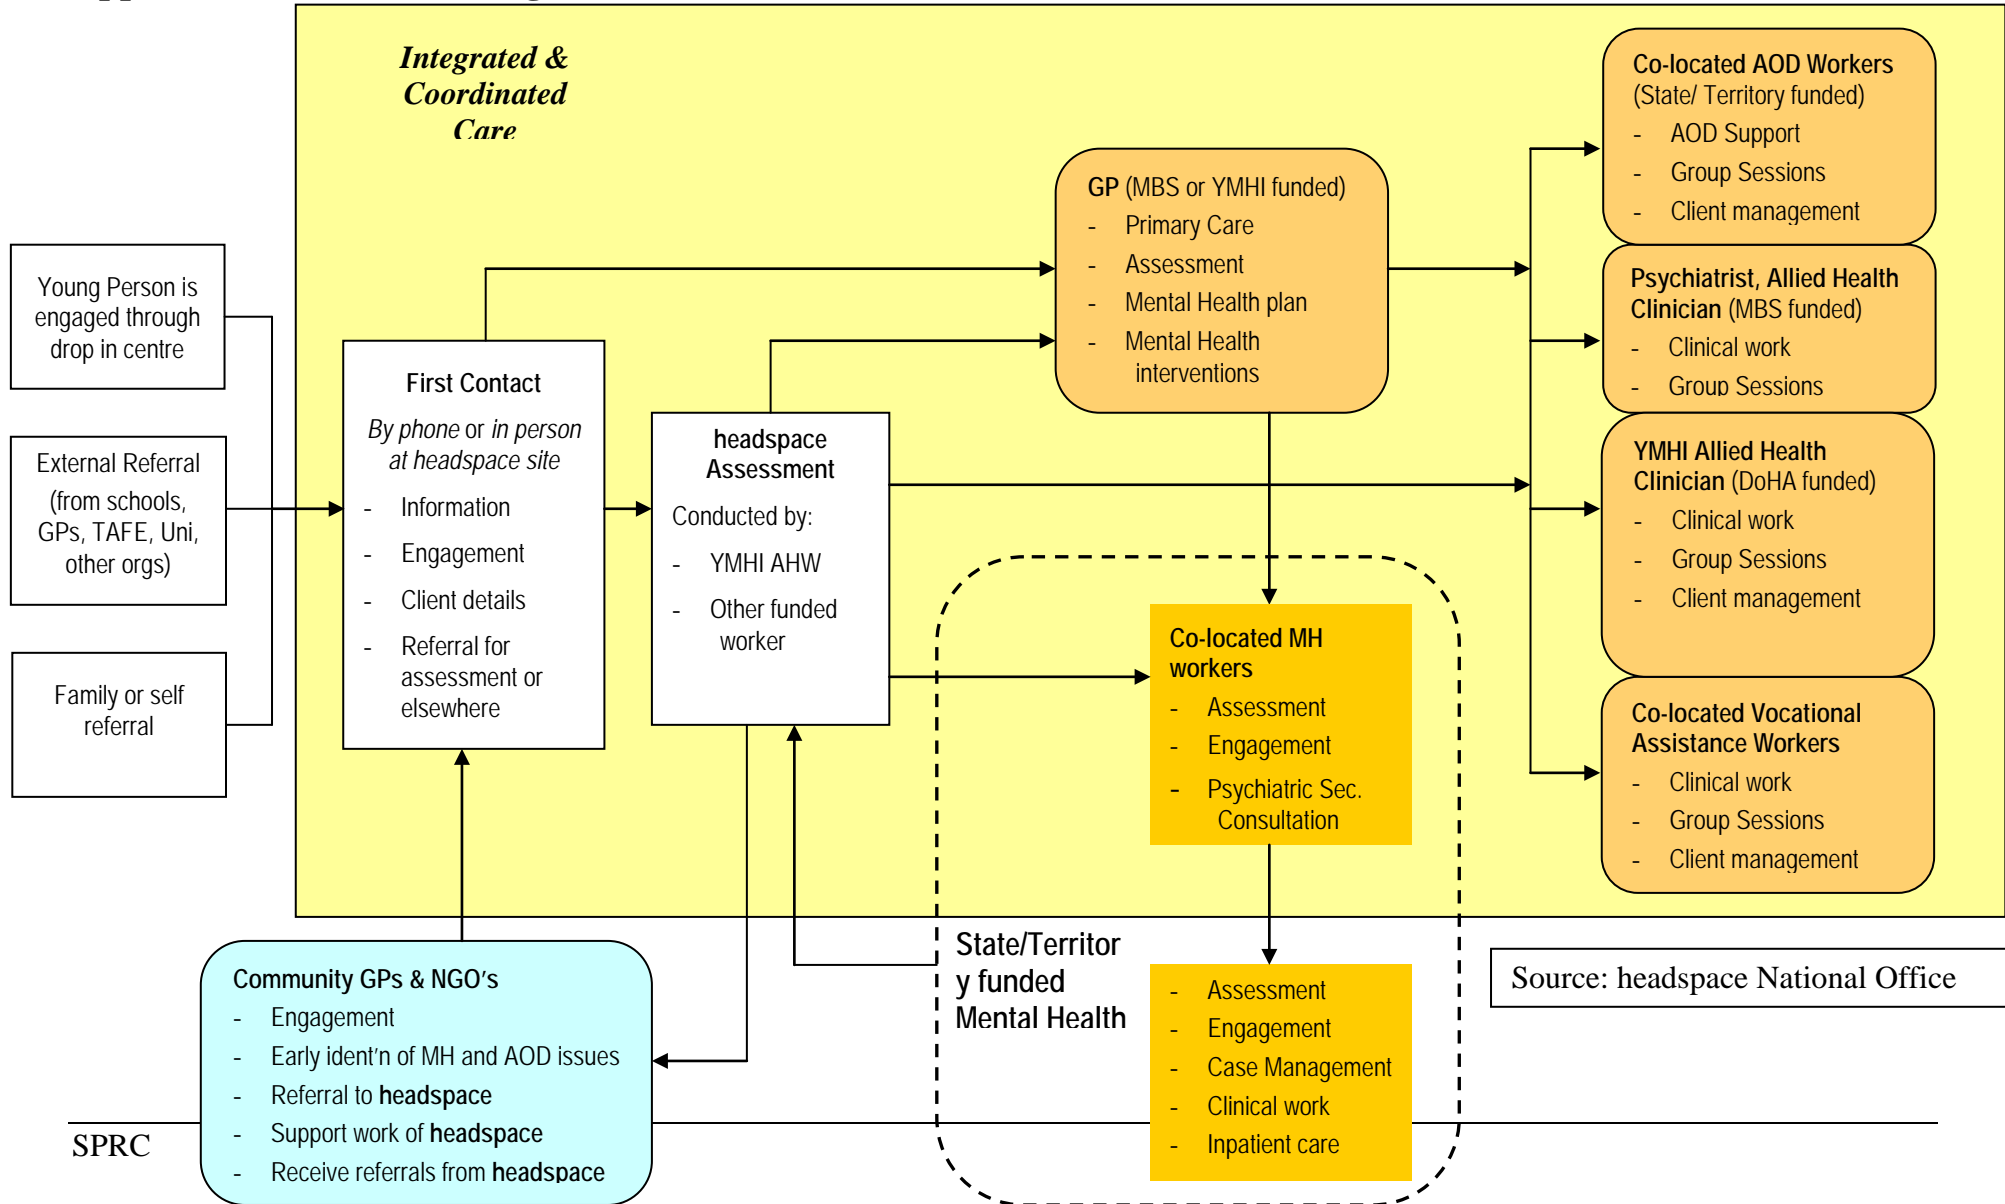 Integrated &
Coordinated
Care
Young Person is
engaged through
drop in centre
External Referral
(from schools,
GPs, TAFE, Uni,
other orgs)
Family or self
referral
First Contact
By phone or in person
at headspace site
- Information
- Engagement
- Client details
- Referral for
assessment or
elsewhere
headspace
Assessment
Conducted by:
- YMHI AHW
- Other funded
worker
GP (MBS or YMHI funded)
- Primary Care
- Assessment
- Mental Health plan
- Mental Health
interventions
Co-located MH
workers
- Assessment
- Engagement
- Psychiatric Sec.
Consultation
Co-located AOD Workers
(State/ Territory funded)
- AOD Support
- Group Sessions
- Client management
Psychiatrist, Allied Health
Clinician (MBS funded)
- Clinical work
- Group Sessions
YMHI Allied Health
Clinician (DoHA funded)
- Clinical work
- Group Sessions
- Client management
Co-located Vocational
Assistance Workers
- Clinical work
- Group Sessions
- Client management
Community GPs & NGO's
- Engagement
- Early ident'n of MH and AOD issues
- Referral to headspace
- Support work of headspace
- Receive referrals from headspace
State/Territor
y funded
Mental Health
- Assessment
- Engagement
- Case Management
- Clinical work
- Inpatient care
Source: headspace National Office
SPRC